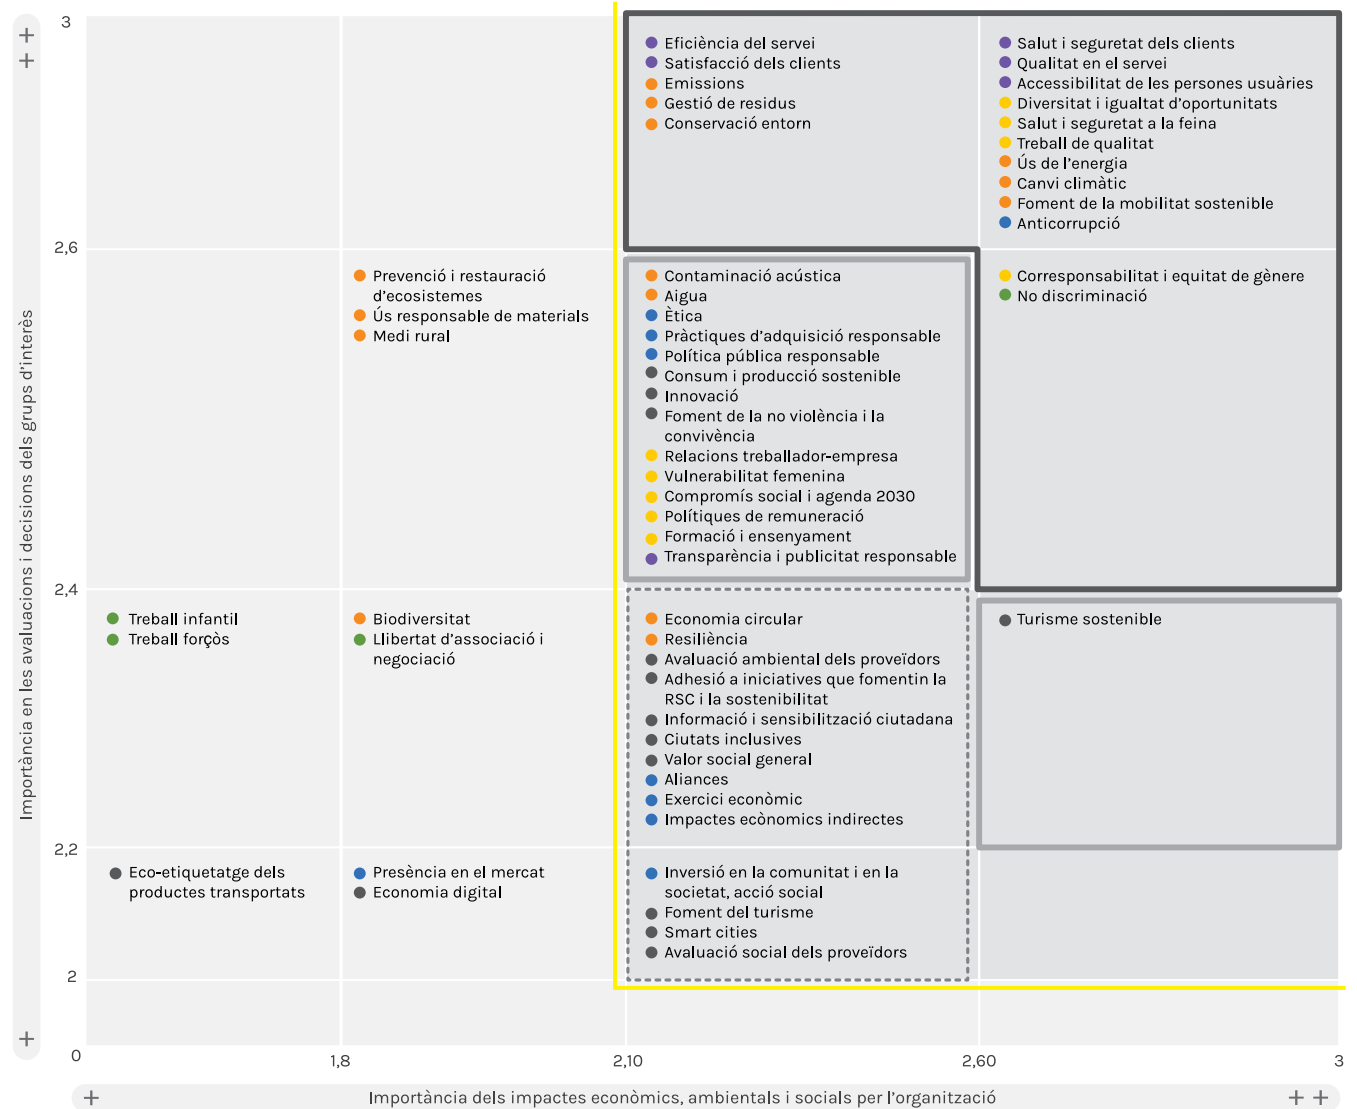 +
+
Importància en les avaluacions i decisions dels grups d'interès
+
3
2,6
2,4
2,2
2
0
Eficiència del servei
Satisfacció dels clients
Emissions
Gestió de residus
Conservació entorn
Salut i seguretat dels clients
Qualitat en el servei
Accessibilitat de les persones usuàries
Diversitat i igualtat d'oportunitats
Salut i seguretat a la feina
Treball de qualitat
Ús de l'energia
Canvi climàtic
Foment de la mobilitat sostenible
Anticorrupció
Prevenció i restauració
d'ecosistemes
Ús responsable de materials
Medi rural
Contaminació acústica
Aigua
Ètica
Pràctiques d'adquisició responsable
Política pública responsable
Consum i producció sostenible
Innovació
Foment de la no violència i la
convivència
Relacions treballador-empresa
Vulnerabilitat femenina
Compromís social i agenda 2030
Polítiques de remuneració
Formació i ensenyament
Transparència i publicitat responsable
Corresponsabilitat i equitat de gènere
No discriminació
Treball infantil
Treball forçòs
Biodiversitat
Llibertat d'associació i
negociació
Economia circular
Resiliència
Avaluació ambiental dels proveïdors
Adhesió a iniciatives que fomentin la
RSC i la sostenibilitat
Informació i sensibilització ciutadana
Ciutats inclusives
Valor social general
Aliances
Exercici econòmic
Impactes ecònomics indirectes
Turisme sostenible
Eco-etiquetatge dels
productes transportats
Presència en el mercat
Economia digital
Inversió en la comunitat i en la
societat, acció social
Foment del turisme
Smart cities
Avaluació social dels proveïdors
1,8
2,10
2,60
3
+
Importància dels impactes econòmics, ambientals i socials per l'organització
++